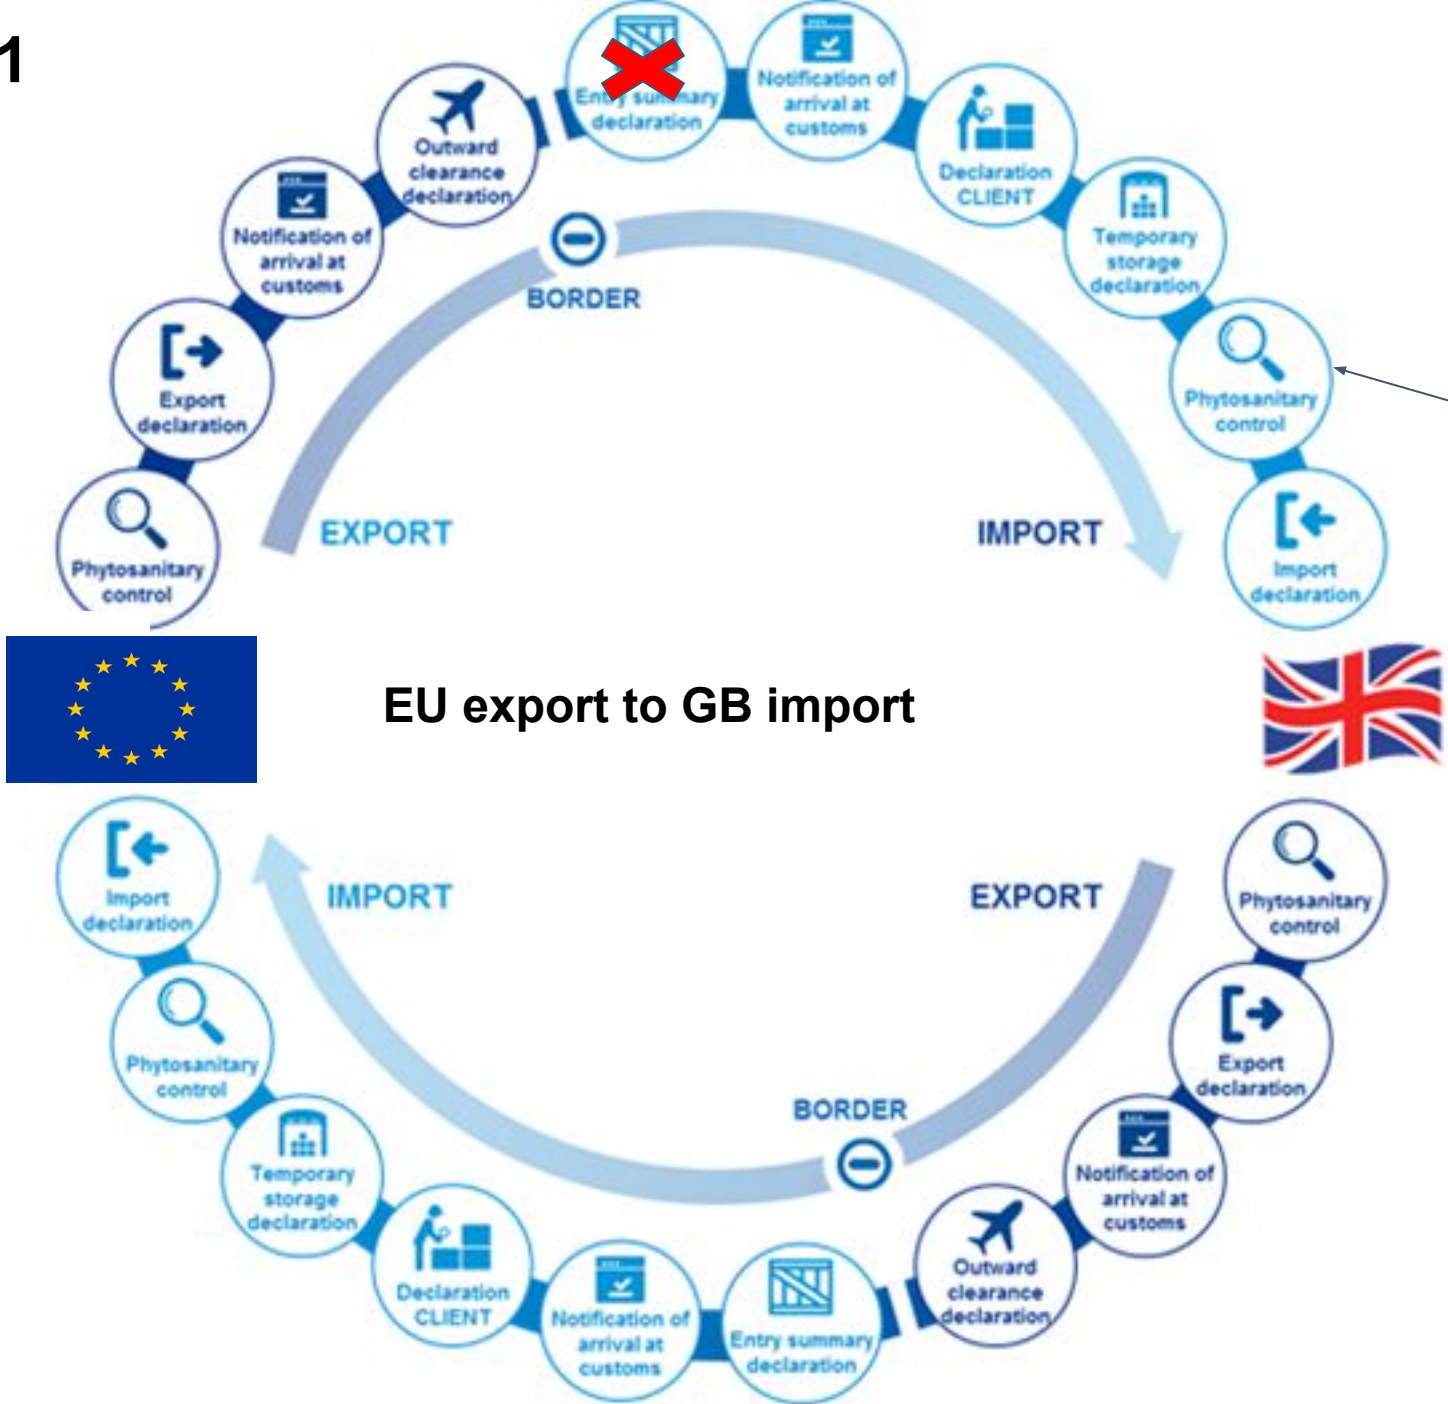 1
Entry summary
declaration
Notification of
arrival at
customs
Outward
clearance
declaration
Declaration
CLIENT
Notification of
arrival at
customs
Temporary
storage
declaration
BORDER
Export
declaration
Phytosanitary
control
EXPORT
IMPORT
Phytosanitary
control
Import
declaration
EU export to GB import
Import
declaration
IMPORT
EXPORT
Phytosanitary
control
Phytosanitary
control
Export
declaration
BORDER
Temporary
storage
declaration
Notification of
arrival at
customs
Declaration
CLIENT
Outward
clearance
declaration
Notification of
arrival at
customs
Entry summary
declaration